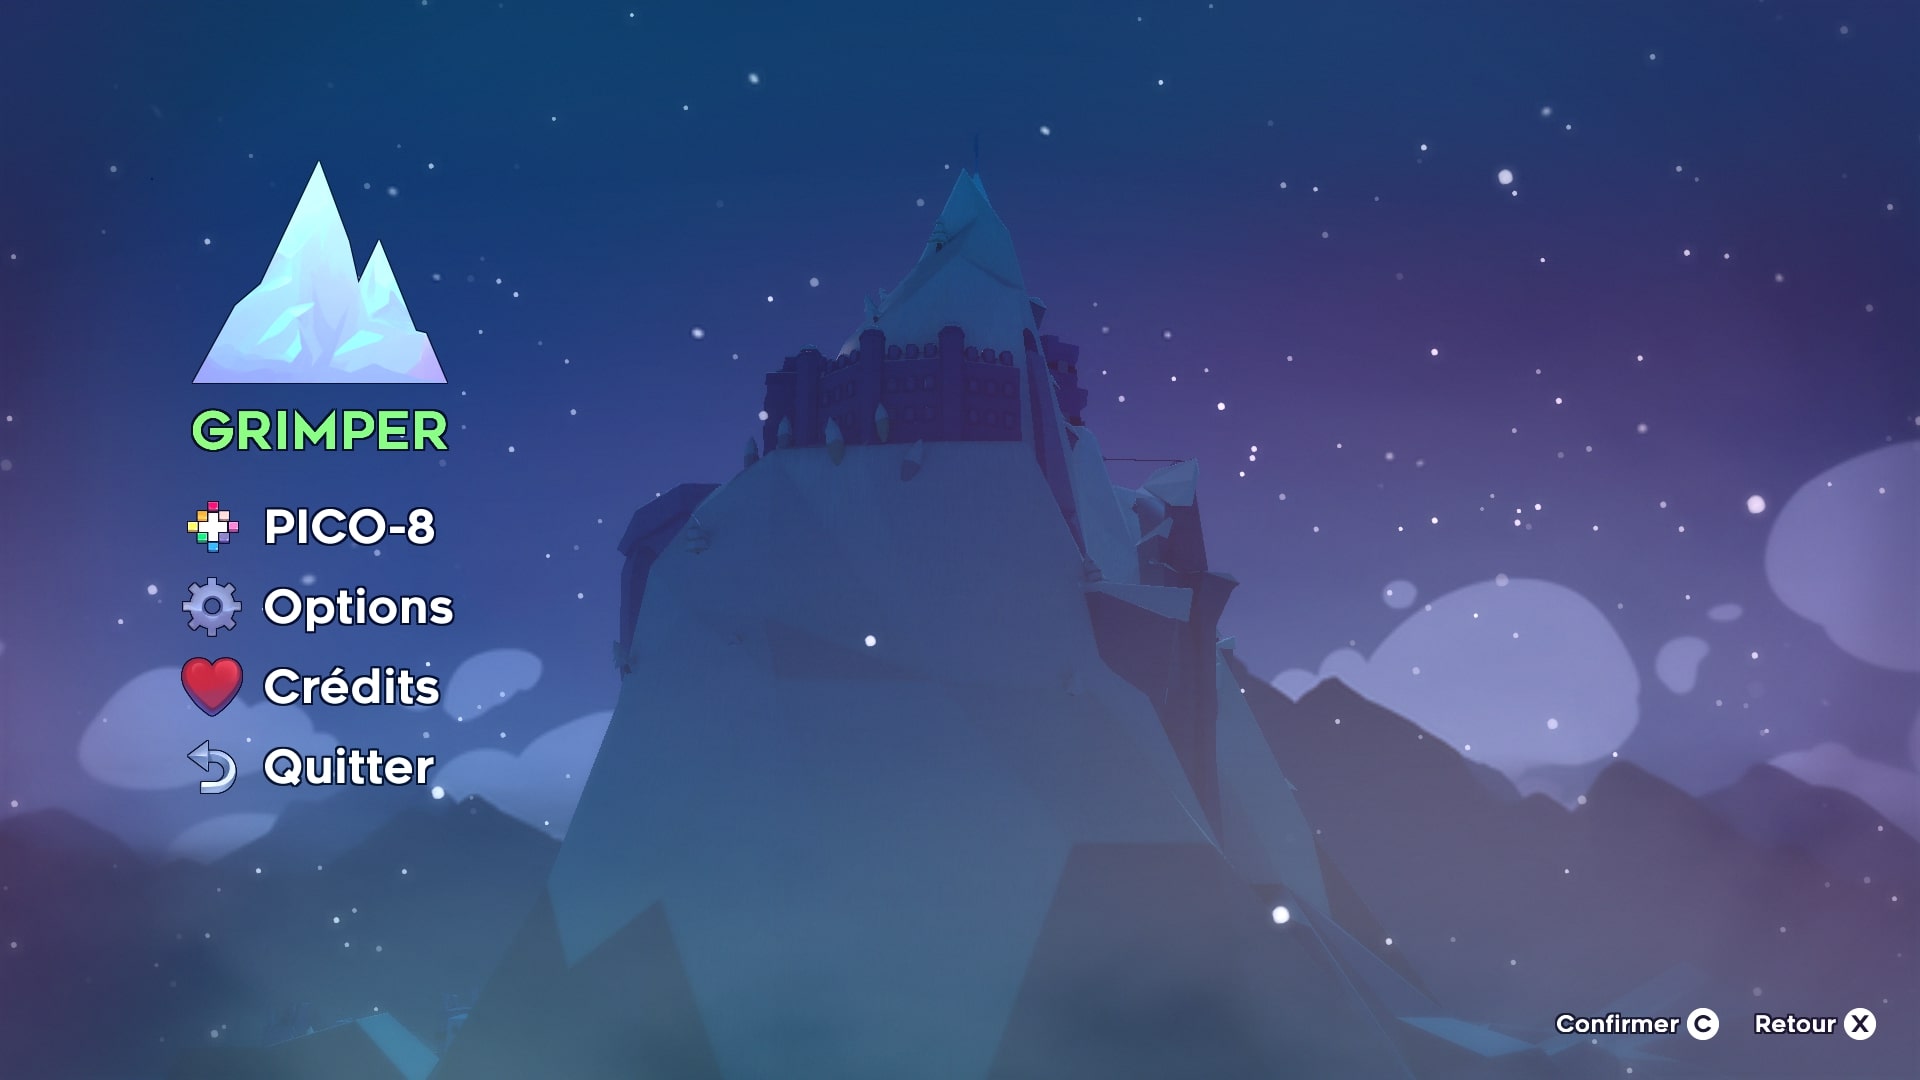 GRIMPER
PICO-8
Options
Crédits
Quitter
Confirmer C Retour X